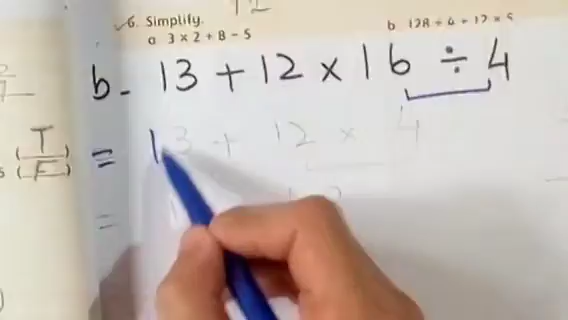 6. Simplify.
a 3 × 2 + 8 - 5
b 128 ÷ 4 + 12 × 5
b- 13 + 12 × 16 ÷ 4
(T)
(F)
= 13 + 12 × 4
=